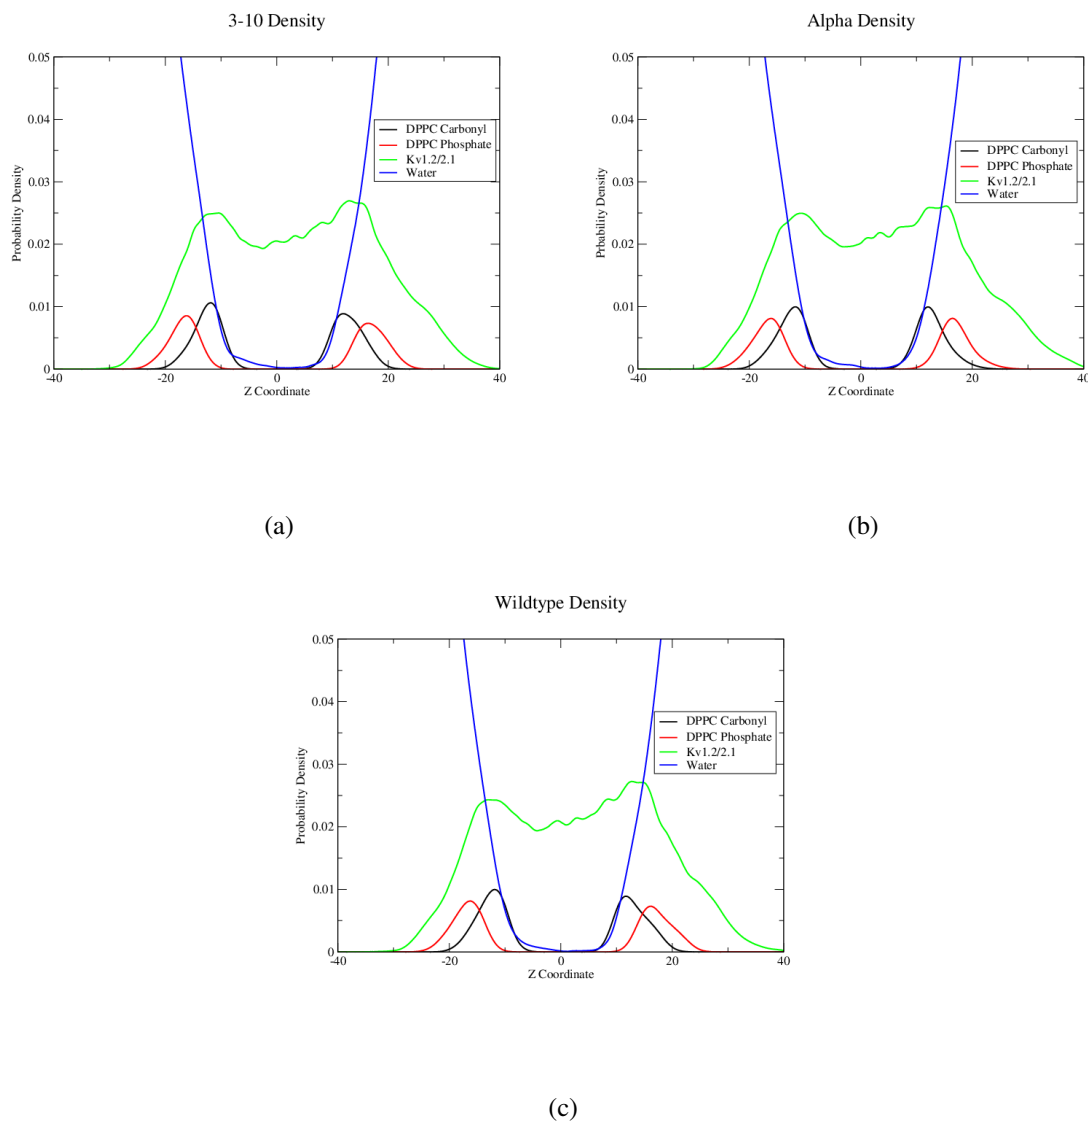 3-10 Density
0.05
0.04
0.03
0.02
0.01
0
Probability Density
-40 -20 0 20 40
Z Coordinate
DPPC Carbonyl
DPPC Phosphate
Kv1.2/2.1
Water
(a)
Alpha Density
0.05
0.04
0.03
0.02
0.01
0
Prbability Density
-40 -20 0 20 40
Z Coordinate
DPPC Carbonyl
DPPC Phosphate
Kv1.2/2.1
Water
(b)
Wildtype Density
0.05
0.04
0.03
0.02
0.01
0
Probability Density
-40 -20 0 20 40
Z Coordinate
DPPC Carbonyl
DPPC Phosphate
Kv1.2/2.1
Water
(c)